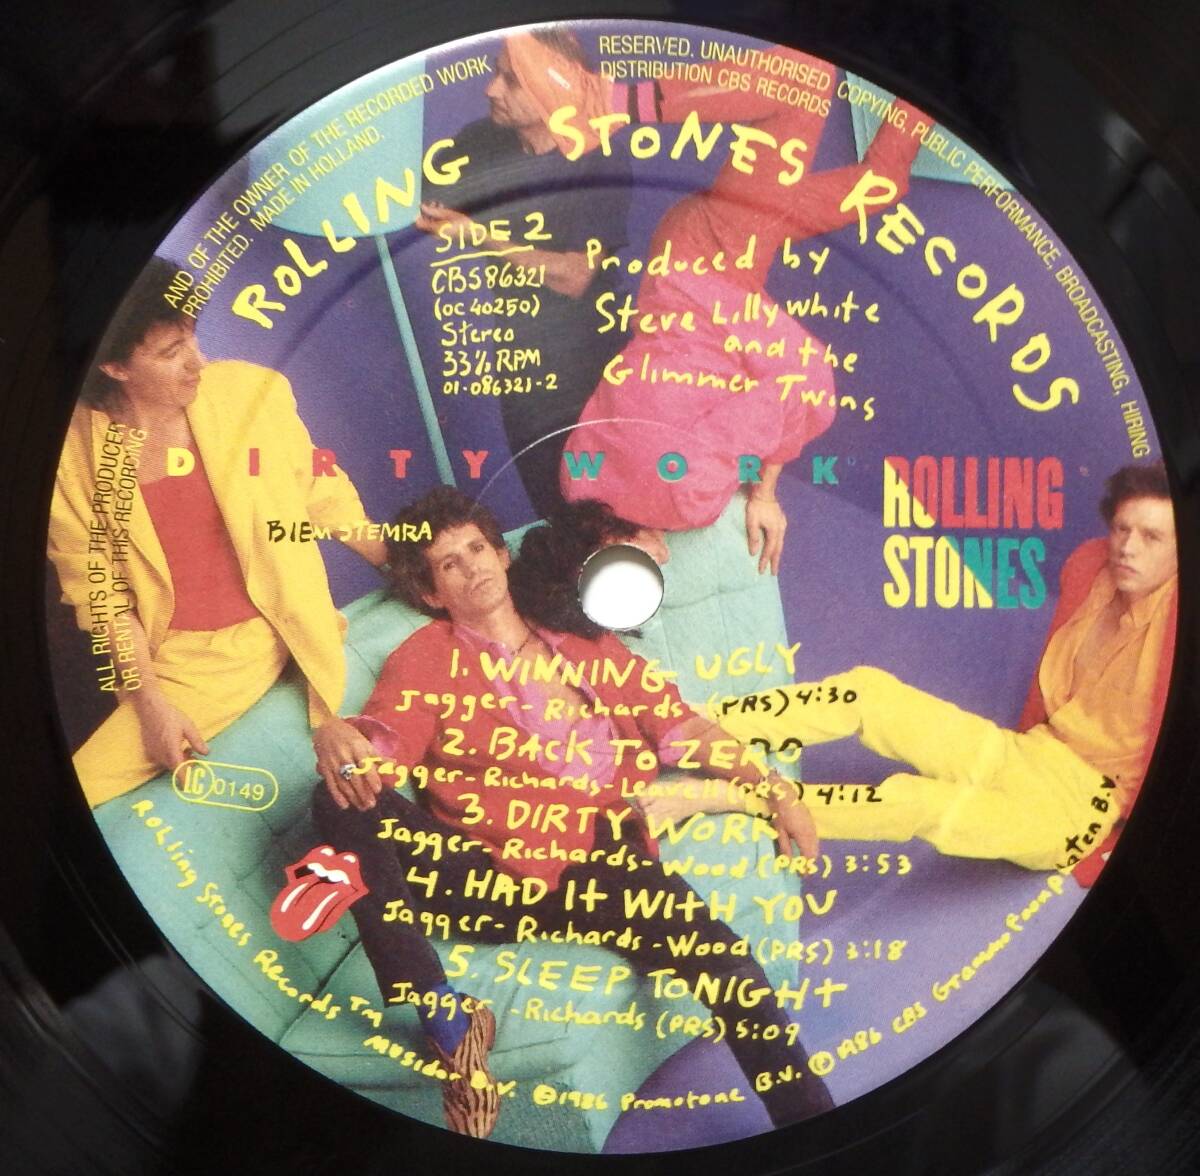 ALL RIGHTS OF THE PRODUCER AND OF THE OWNER OF THE RECORDED WORK RESERVED. UNAUTHORISED COPYING, PUBLIC PERFORMANCE, BROADCASTING, HIRING
OR RENTAL OF THIS RECORDING PROHIBITED. MADE IN HOLLAND. DISTRIBUTION CBS RECORDS
ROLLING STONES RECORDS
SIDE 2
CBS 86321
(OC 40250)
Stereo
33⅓ RPM
01-086321-2
Produced by
Steve Lillywhite
and the
Glimmer Twins
DIRTY WORK
ROLLING
STONES
BIEM STEMRA
1. WINNING UGLY
Jagger - Richards - (PRS) 4:30
2. BACK TO ZERO
Jagger-Richards-Leavell (PRS) 4:12
3. DIRTY WORK
Jagger-Richards-Wood (PRS) 3:53
4. HAD IT WITH YOU
Jagger-Richards-Wood (PRS) 3:18
5. SLEEP TONIGHT
Jagger -Richards (PRS) 5:09
LC 0149
Rolling Stones Records TM Musidor B.V. ℗ 1986 Promotone B.V. © 1986 CBS Grammofoonplaten B.V.